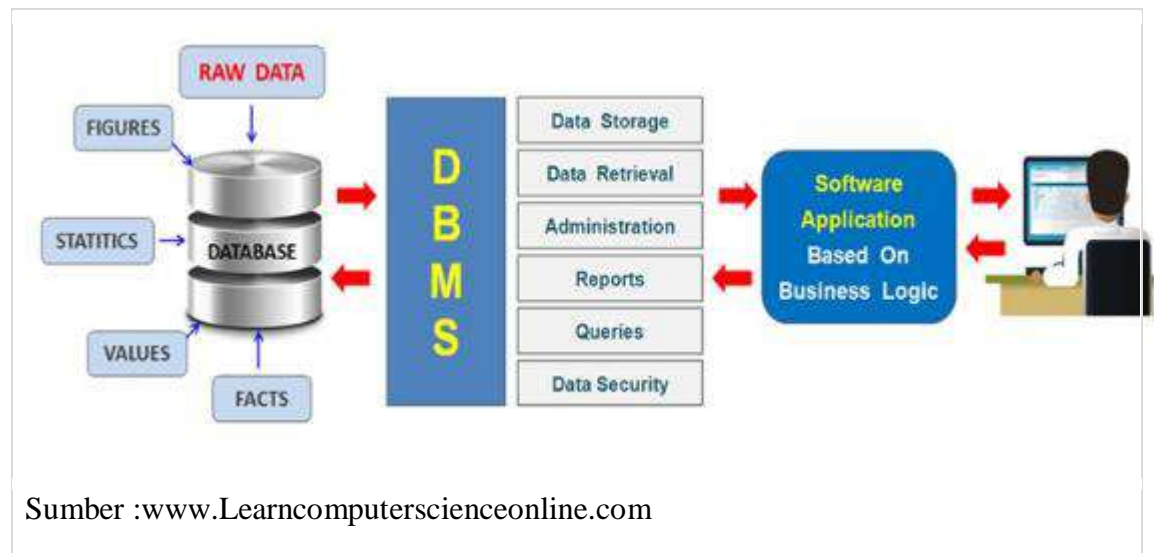 RAW DATA
FIGURES
STATITICS
DATABASE
VALUES
FACTS
D
B
M
S
Data Storage
Data Retrieval
Administration
Reports
Queries
Data Security
Software
Application
Based On
Business Logic
Sumber :www.Learncomputerscienceonline.com